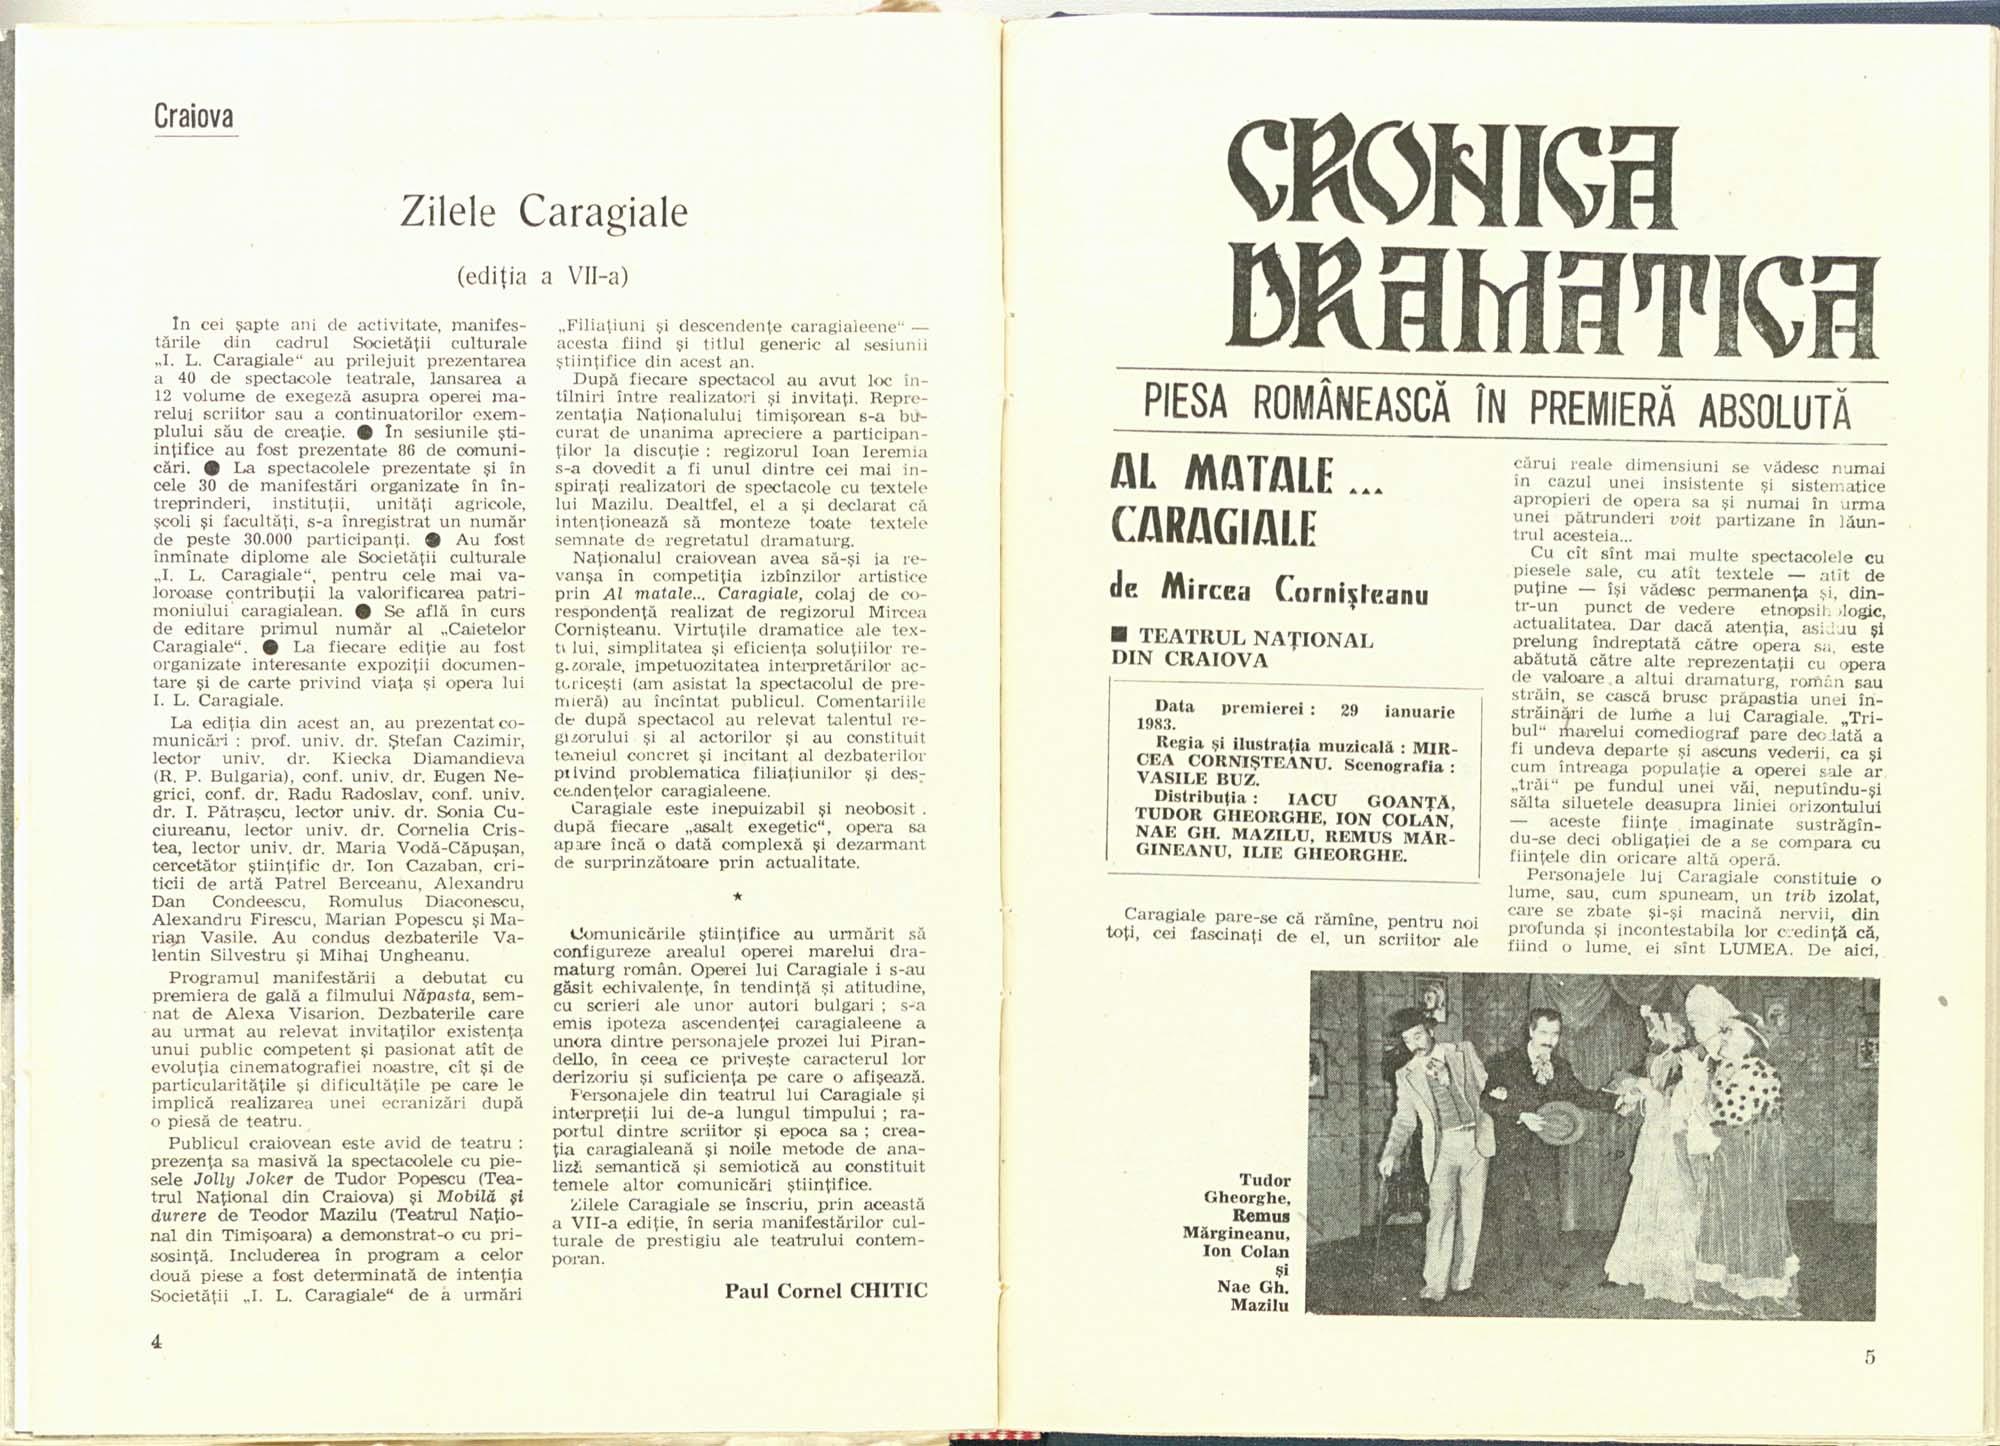 Craiova
Zilele Caragiale
(ediția a VII-a)
În cei șapte ani de activitate, manifes-
tările din cadrul Societății culturale
„I. L. Caragiale“ au prilejuit prezentarea
a 40 de spectacole teatrale, lansarea a
12 volume de exegeză asupra operei ma-
relui scriitor sau a continuatorilor exem-
plului său de creație. ● În sesiunile ști-
ințifice au fost prezentate 86 de comuni-
cări. ● La spectacolele prezentate și în
cele 30 de manifestări organizate în în-
treprinderi, instituții, unități agricole,
școli și facultăți, s-a înregistrat un număr
de peste 30.000 participanți. ● Au fost
înmînate diplome ale Societății culturale
„I. L. Caragiale“, pentru cele mai va-
loroase contribuții la valorificarea patri-
moniului caragialean. ● Se află în curs
de editare primul număr al „Caietelor
Caragiale“. ● La fiecare ediție au fost
organizate interesante expoziții documen-
tare și de carte privind viața și opera lui
I. L. Caragiale.
La ediția din acest an, au prezentat co-
municări : prof. univ. dr. Ștefan Cazimir,
lector univ. dr. Kiecka Diamandieva
(R. P. Bulgaria), conf. univ. dr. Eugen Ne-
grici, conf. dr. Radu Radoslav, conf. univ.
dr. I. Pătrașcu, lector univ. dr. Sonia Cu-
ciureanu, lector univ. dr. Cornelia Cris-
tea, lector univ. dr. Maria Vodă-Căpușan,
cercetător științific dr. Ion Cazaban, cri-
ticii de artă Patrel Berceanu, Alexandru
Dan Condeescu, Romulus Diaconescu,
Alexandru Firescu, Marian Popescu și Ma-
rian Vasile. Au condus dezbaterile Va-
lentin Silvestru și Mihai Ungheanu.
Programul manifestării a debutat cu
premiera de gală a filmului Năpasta, sem-
nat de Alexa Visarion. Dezbaterile care
au urmat au relevat invitaților existența
unui public competent și pasionat atît de
evoluția cinematografiei noastre, cît și de
particularitățile și dificultățile pe care le
implică realizarea unei ecranizări după
o piesă de teatru.
Publicul craiovean este avid de teatru :
prezența sa masivă la spectacolele cu pie-
sele Jolly Joker de Tudor Popescu (Tea-
trul Național din Craiova) și Mobilă și
durere de Teodor Mazilu (Teatrul Națio-
nal din Timișoara) a demonstrat-o cu pri-
sosință. Includerea în program a celor
două piese a fost determinată de intenția
Societății „I. L. Caragiale“ de a urmări
„Filiațiuni și descendențe caragialeene“ —
acesta fiind și titlul generic al sesiunii
științifice din acest an.
După fiecare spectacol au avut loc în-
tîlniri între realizatori și invitați. Repre-
zentația Naționalului timișorean s-a bu-
curat de unanima apreciere a participan-
ților la discuție : regizorul Ioan Ieremia
s-a dovedit a fi unul dintre cei mai in-
spirați realizatori de spectacole cu textele
lui Mazilu. Dealtfel, el a și declarat că
intenționează să monteze toate textele
semnate de regretatul dramaturg.
Naționalul craiovean avea să-și ia re-
vanșa în competiția izbînzilor artistice
prin Al matale... Caragiale, colaj de co-
respondență realizat de regizorul Mircea
Cornișteanu. Virtuțile dramatice ale tex-
tului, simplitatea și eficiența soluțiilor re-
gizorale, impetuozitatea interpretărilor ac-
toricești (am asistat la spectacolul de pre-
mieră) au încîntat publicul. Comentariile
de după spectacol au relevat talentul re-
gizorului și al actorilor și au constituit
temeiul concret și incitant al dezbaterilor
privind problematica filiațiunilor și des-
cendențelor caragialeene.
Caragiale este inepuizabil și neobosit .
după fiecare „asalt exegetic“, opera sa
apare încă o dată complexă și dezarmant
de surprinzătoare prin actualitate.
★
Comunicările științifice au urmărit să
configureze arealul operei marelui dra-
maturg român. Operei lui Caragiale i s-au
găsit echivalențe, în tendință și atitudine,
cu scrieri ale unor autori bulgari ; s-a
emis ipoteza ascendenței caragialeene a
unora dintre personajele prozei lui Piran-
dello, în ceea ce privește caracterul lor
derizoriu și suficiența pe care o afișează.
Personajele din teatrul lui Caragiale și
interpreții lui de-a lungul timpului ; ra-
portul dintre scriitor și epoca sa ; crea-
ția caragialeană și noile metode de ana-
liză semantică și semiotică au constituit
temele altor comunicări științifice.
Zilele Caragiale se înscriu, prin această
a VII-a ediție, în seria manifestărilor cul-
turale de prestigiu ale teatrului contem-
poran.
Paul Cornel CHITIC
4
CRONICA
DRAMATICA
PIESA ROMÂNEASCĂ ÎN PREMIERĂ ABSOLUTĂ
AL MATALE ...
CARAGIALE
de Mircea Cornișteanu
■ TEATRUL NAȚIONAL
DIN CRAIOVA
Data premierei : 29 ianuarie
1983.
Regia și ilustrația muzicală : MIR-
CEA CORNIȘTEANU. Scenografia :
VASILE BUZ.
Distribuția : IACU GOANȚĂ,
TUDOR GHEORGHE, ION COLAN,
NAE GH. MAZILU, REMUS MĂR-
GINEANU, ILIE GHEORGHE.
Caragiale pare-se că rămîne, pentru noi
toți, cei fascinați de el, un scriitor ale
cărui reale dimensiuni se vădesc numai
în cazul unei insistente și sistematice
apropieri de opera sa și numai în urma
unei pătrunderi voit partizane în lăun-
trul acesteia...
Cu cît sînt mai multe spectacolele cu
piesele sale, cu atît textele — atît de
puține — își vădesc permanența și, din-
tr-un punct de vedere etnopsihologic,
actualitatea. Dar dacă atenția, asiduu și
prelung îndreptată către opera sa, este
abătută către alte reprezentații cu opera
de valoare a altui dramaturg, român sau
străin, se cască brusc prăpastia unei în-
străinări de lume a lui Caragiale. „Tri-
bul“ marelui comediograf pare deodată a
fi undeva departe și ascuns vederii, ca și
cum întreaga populație a operei sale ar
„trăi“ pe fundul unei văi, neputîndu-și
sălta siluetele deasupra liniei orizontului
— aceste ființe imaginate sustrăgîn-
du-se deci obligației de a se compara cu
ființele din oricare altă operă.
Personajele lui Caragiale constituie o
lume, sau, cum spuneam, un trib izolat,
care se zbate și-și macină nervii, din
profunda și incontestabila lor credință că,
fiind o lume, ei sînt LUMEA. De aici,
Tudor
Gheorghe,
Remus
Mărgineanu,
Ion Colan
și
Nae Gh.
Mazilu
5